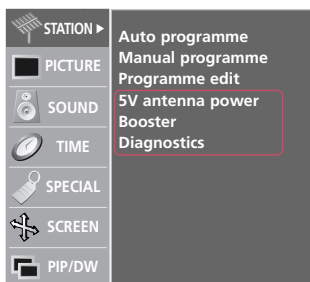 STATION ►
PICTURE
SOUND
TIME
SPECIAL
SCREEN
PIP/DW
Auto programme
Manual programme
Programme edit
5V antenna power
Booster
Diagnostics